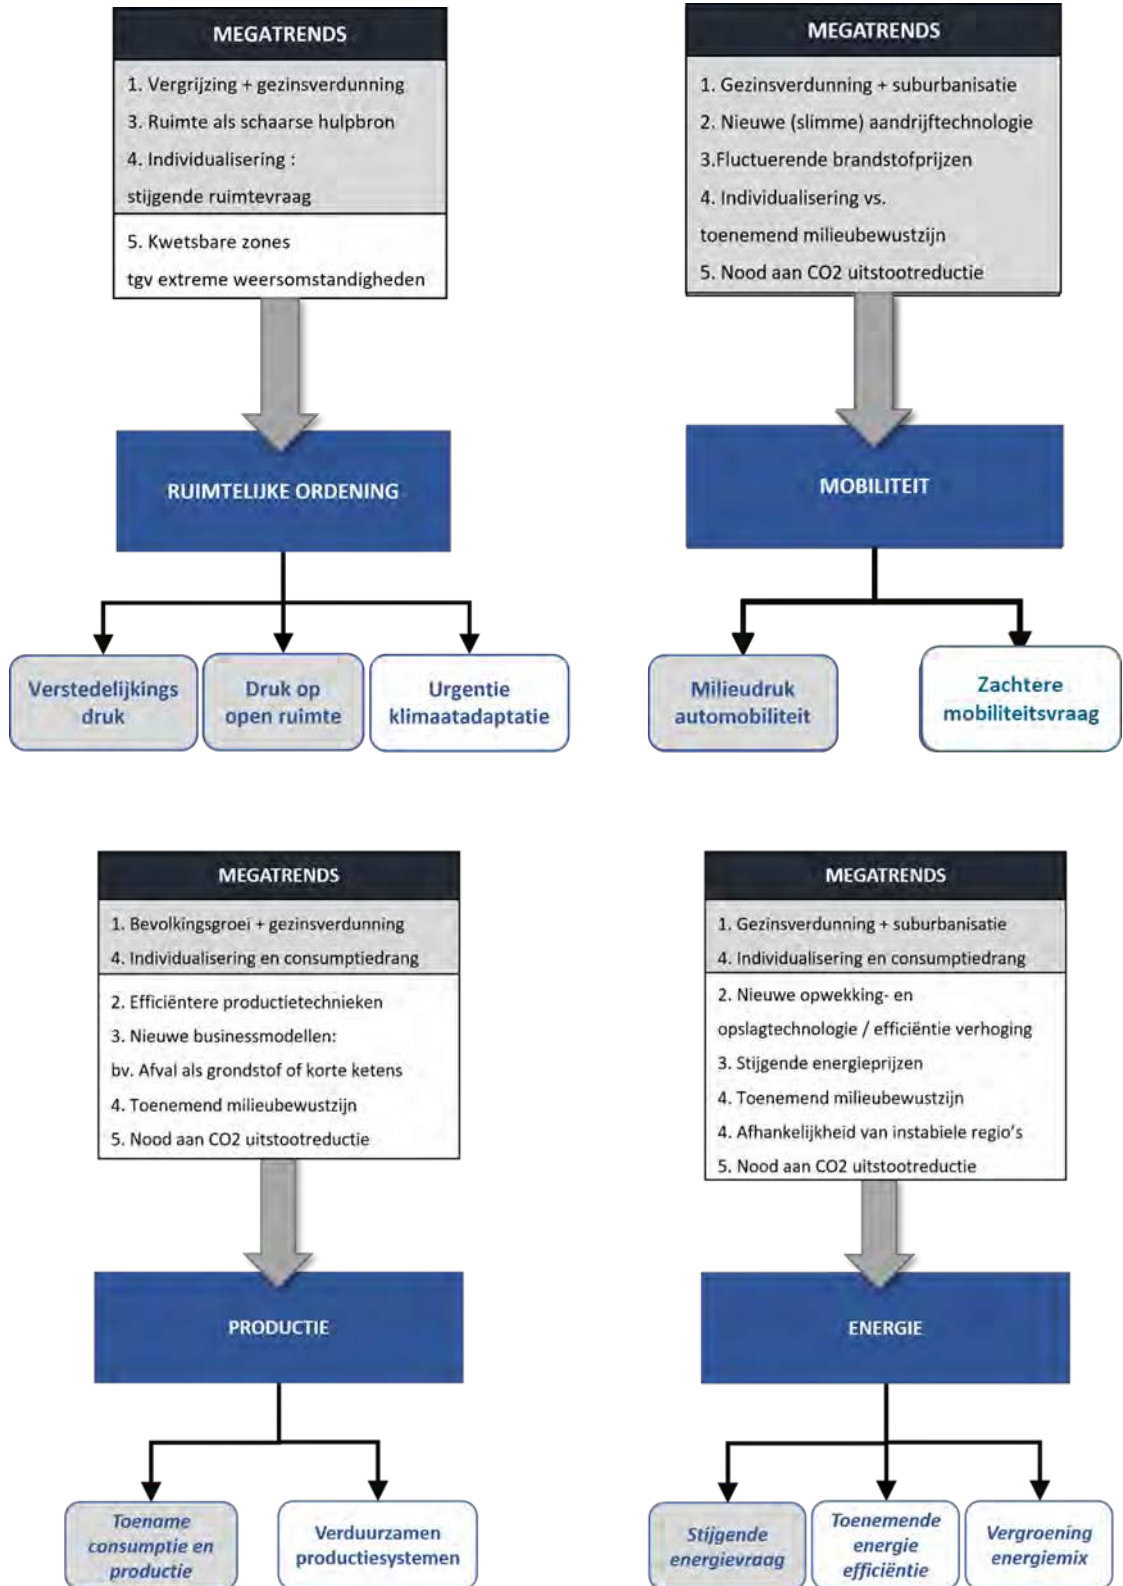 MEGATRENDS
1. Vergrijzing + gezinsverdunning
3. Ruimte als schaarse hulpbron
4. Individualisering :
stijgende ruimtevraag
5. Kwetsbare zones
tgv extreme weersomstandigheden
RUIMTELIJKE ORDENING
Verstedelijkings
druk
Druk op
open ruimte
Urgentie
klimaatadaptatie
MEGATRENDS
1. Gezinsverdunning + suburbanisatie
2. Nieuwe (slimme) aandrijftechnologie
3.Fluctuerende brandstofprijzen
4. Individualisering vs.
toenemend milieubewustzijn
5. Nood aan CO2 uitstootreductie
MOBILITEIT
Milieudruk
automobiliteit
Zachtere
mobiliteitsvraag
MEGATRENDS
1. Bevolkingsgroei + gezinsverdunning
4. Individualisering en consumptiedrang
2. Efficiëntere productietechnieken
3. Nieuwe businessmodellen:
bv. Afval als grondstof of korte ketens
4. Toenemend milieubewustzijn
5. Nood aan CO2 uitstootreductie
PRODUCTIE
Toename
consumptie en
productie
Verduurzamen
productiesystemen
MEGATRENDS
1. Gezinsverdunning + suburbanisatie
4. Individualisering en consumptiedrang
2. Nieuwe opwekking- en
opslagtechnologie / efficiëntie verhoging
3. Stijgende energieprijzen
4. Toenemend milieubewustzijn
4. Afhankelijkheid van instabiele regio's
5. Nood aan CO2 uitstootreductie
ENERGIE
Stijgende
energievraag
Toenemende
energie
efficiëntie
Vergroening
energiemix